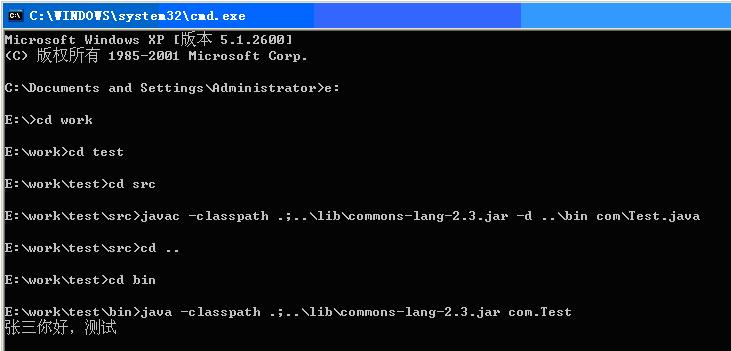 C:\WINDOWS\system32\cmd.exe
Microsoft Windows XP [版本 5.1.2600]
(C) 版权所有 1985-2001 Microsoft Corp.
C:\Documents and Settings\Administrator>e:
E:\>cd work
E:\work>cd test
E:\work\test>cd src
E:\work\test\src>javac -classpath .;..\lib\commons-lang-2.3.jar -d ..\bin com\Test.java
E:\work\test\src>cd ..
E:\work\test>cd bin
E:\work\test\bin>java -classpath .;..\lib\commons-lang-2.3.jar com.Test
张三你好，测试